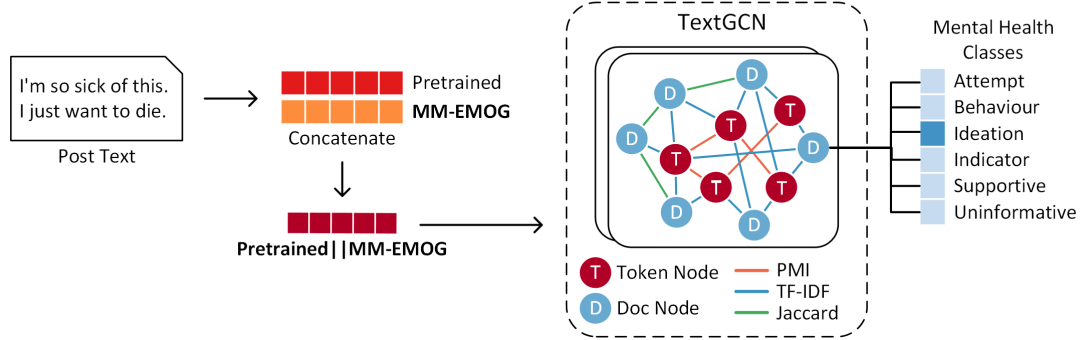 I'm so sick of this.
I just want to die.
Post Text
Pretrained
MM-EMOG
Concatenate
Pretrained||MM-EMOG
TextGCN
D
D
T
T
D
D
T
T
T
D
D
T Token Node
D Doc Node
PMI
TF-IDF
Jaccard
Mental Health
Classes
Attempt
Behaviour
Ideation
Indicator
Supportive
Uninformative